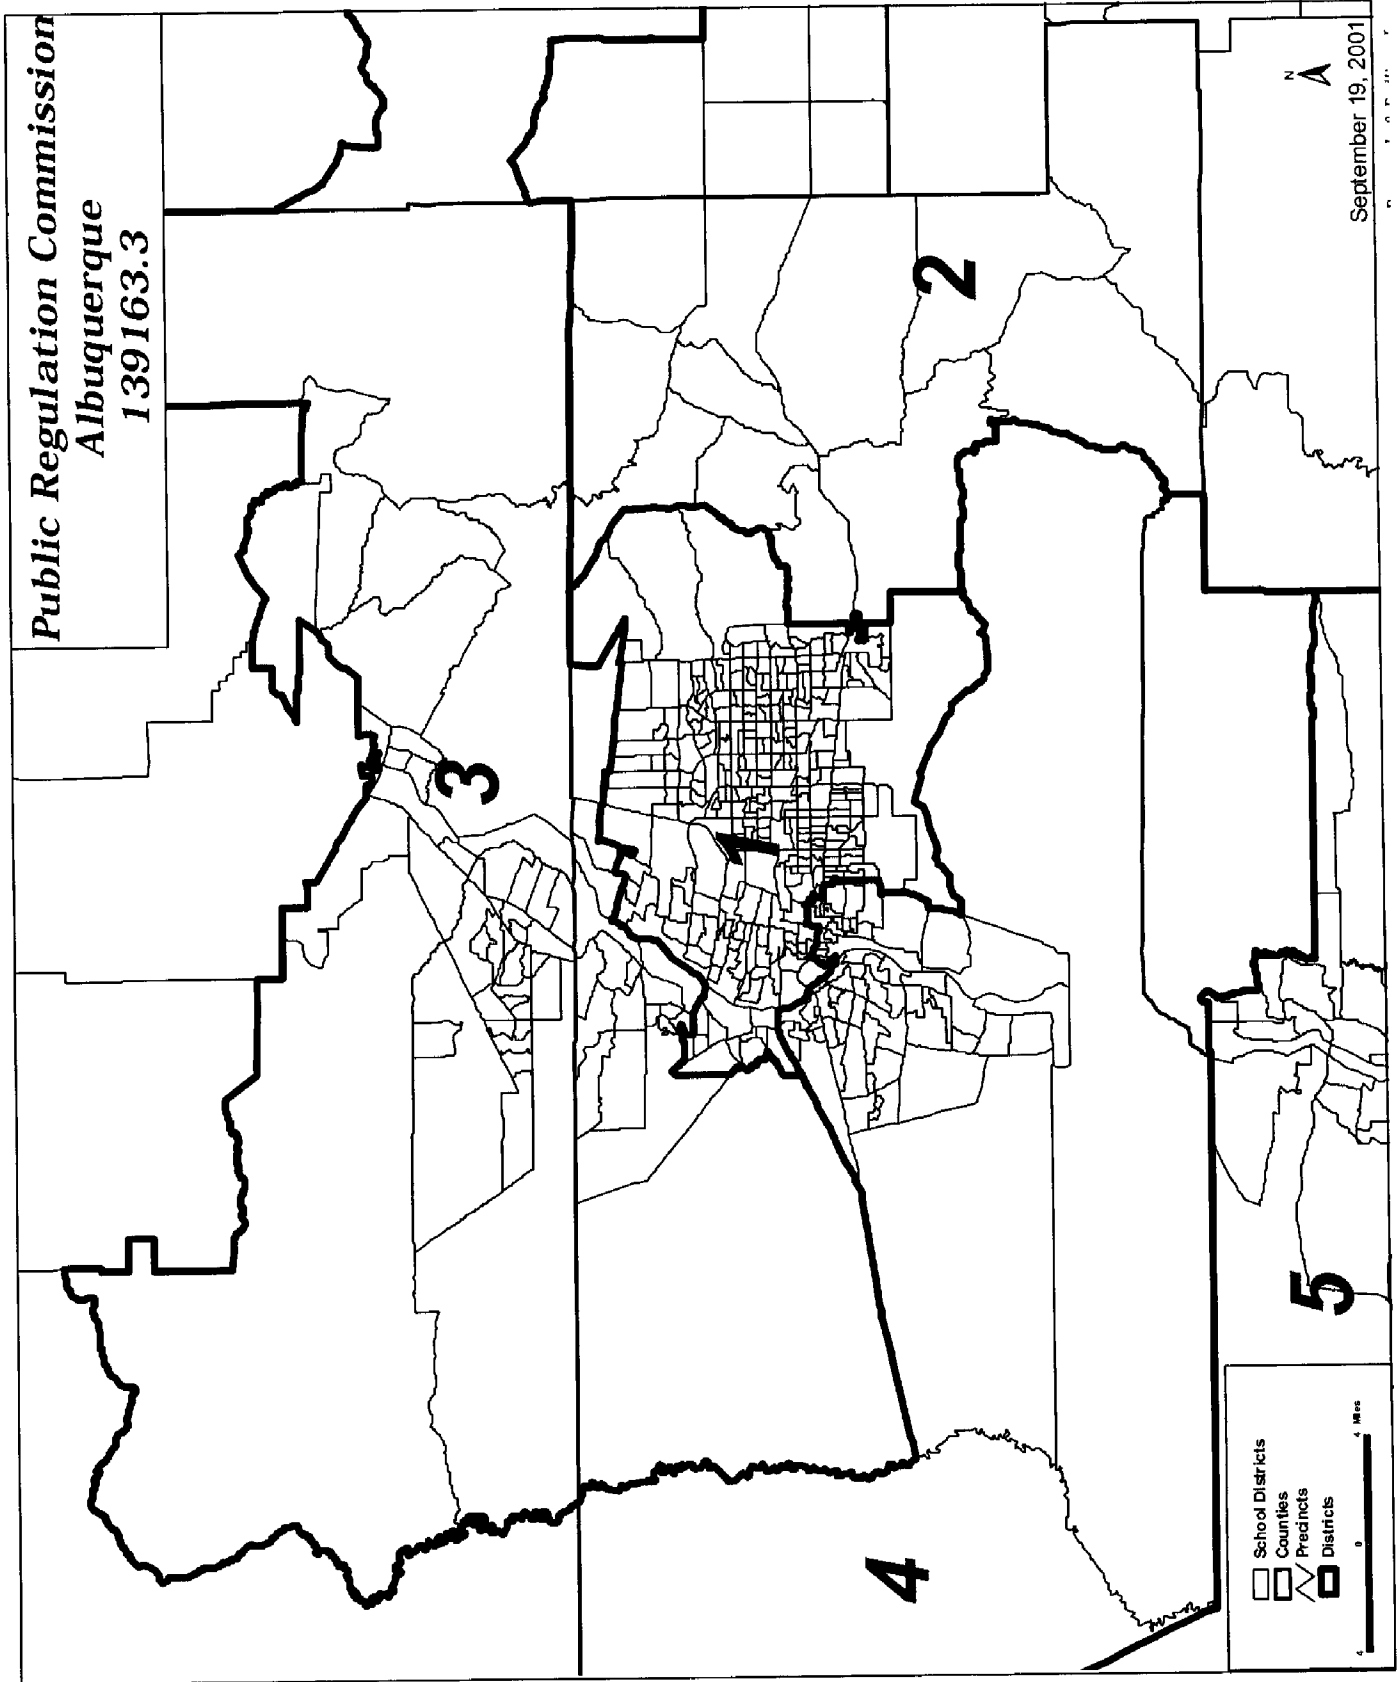 Public Regulation Commission
Albuquerque
139163.3
3
2
1
4
5
School Districts
Counties
Precincts
Districts
4 0 4 Miles
N
September 19, 2001